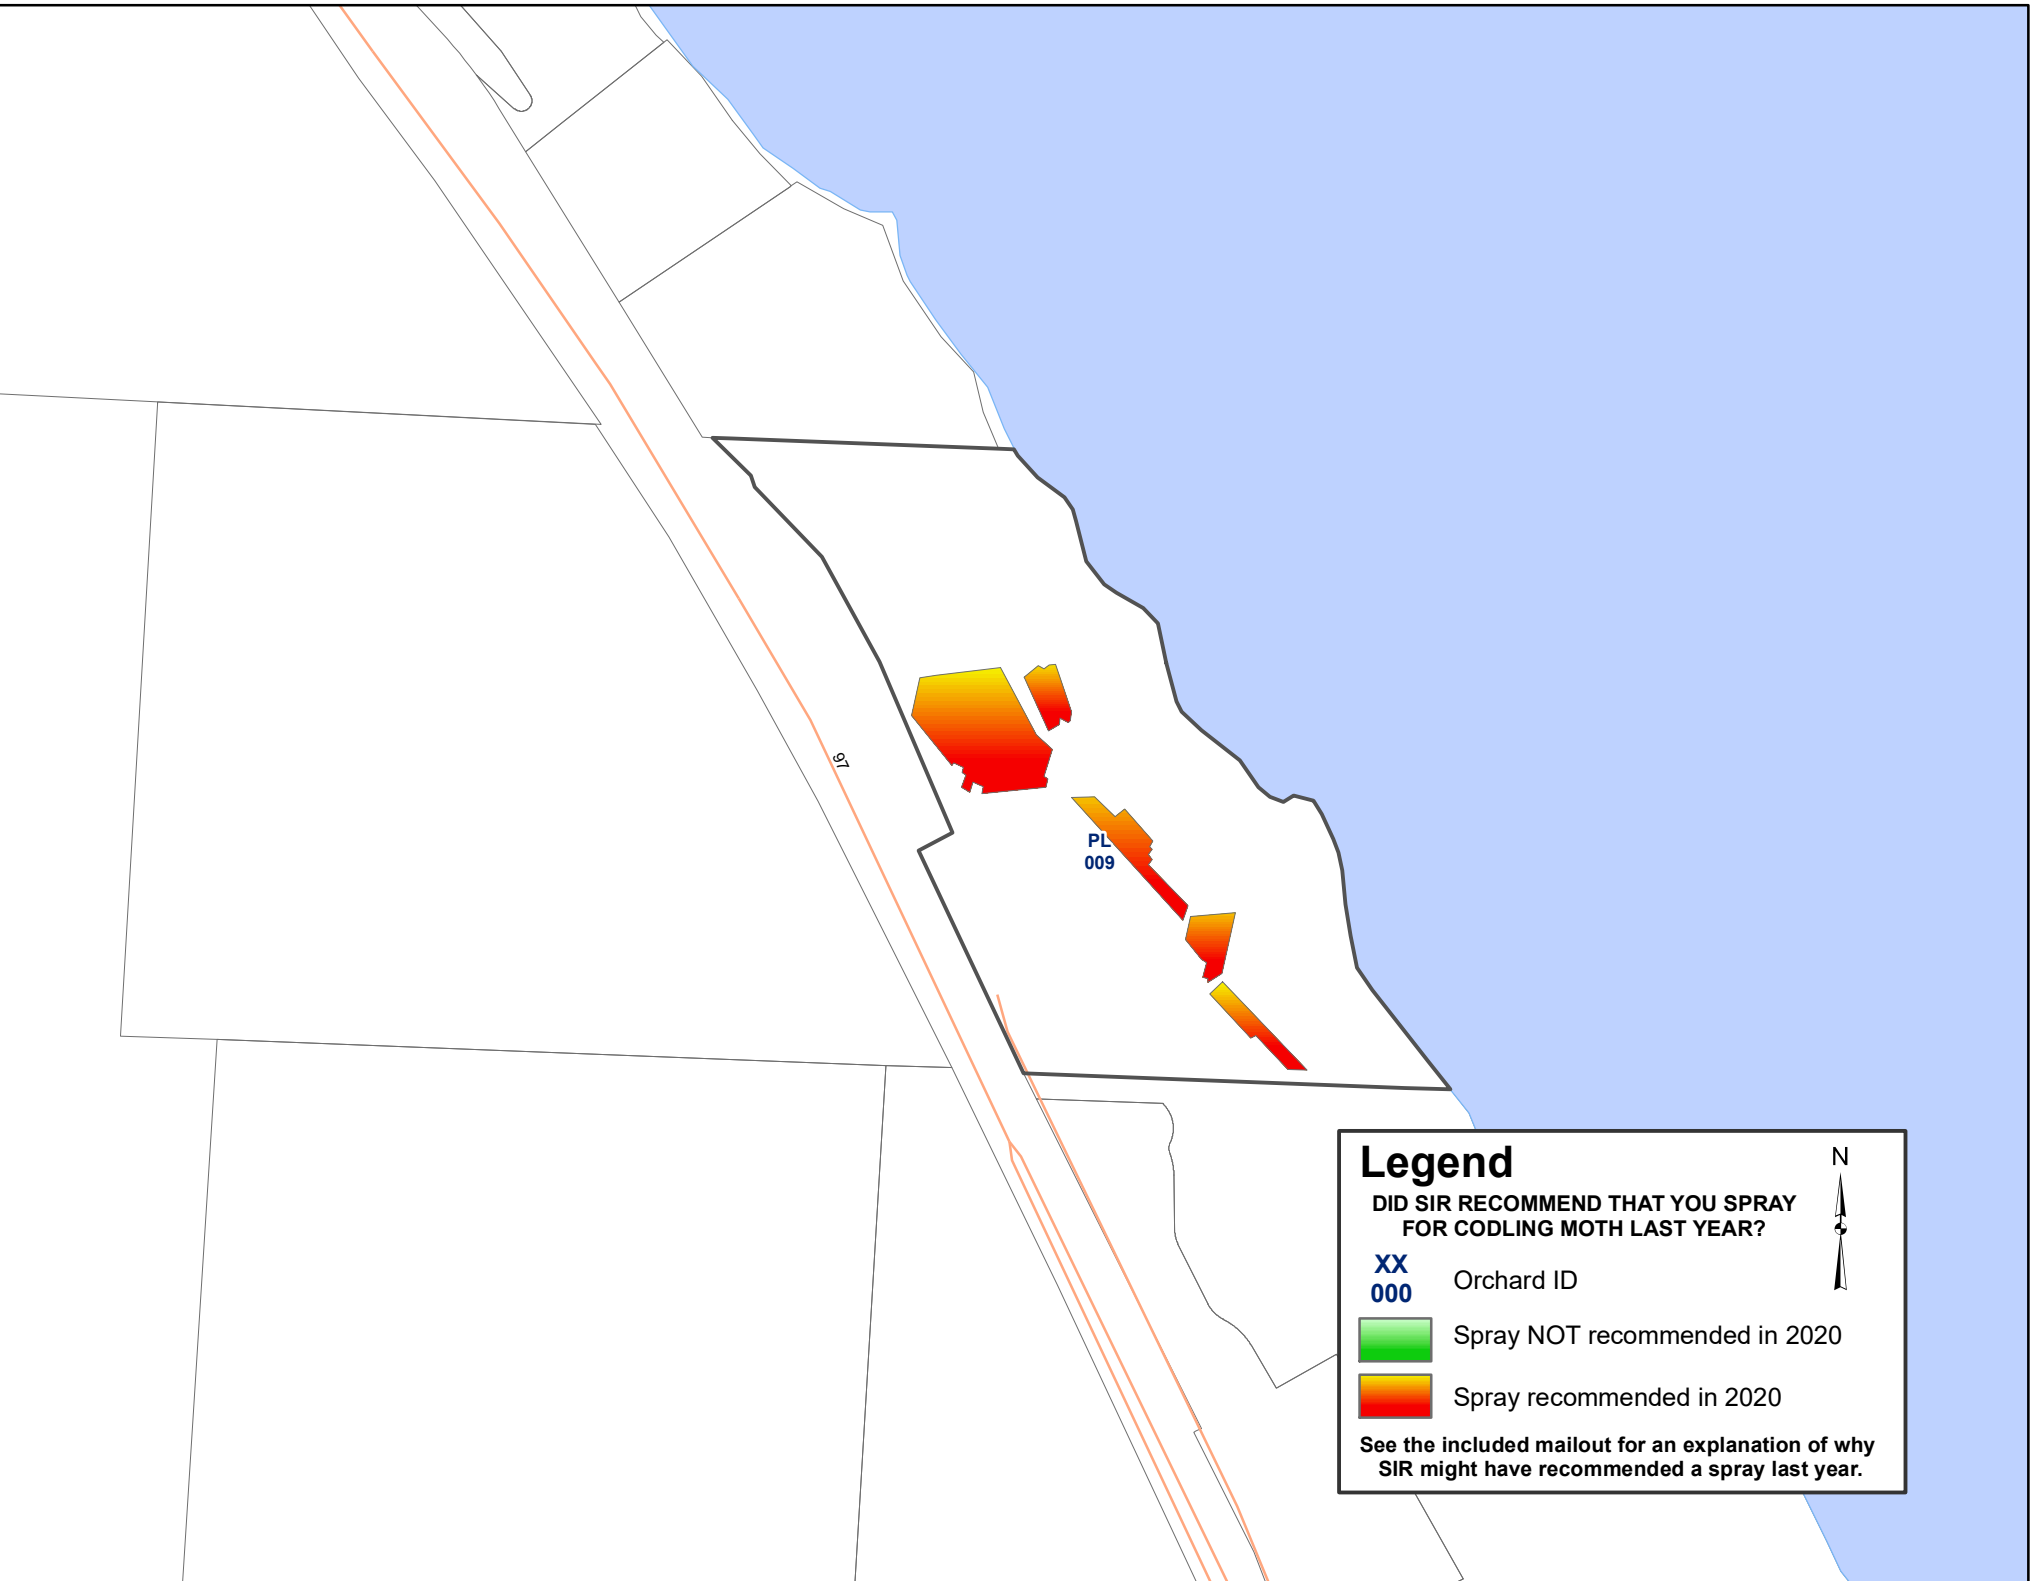 97
PL
009
Legend
N
DID SIR RECOMMEND THAT YOU SPRAY
FOR CODLING MOTH LAST YEAR?
XX
000
Orchard ID
Spray NOT recommended in 2020
Spray recommended in 2020
See the included mailout for an explanation of why
SIR might have recommended a spray last year.